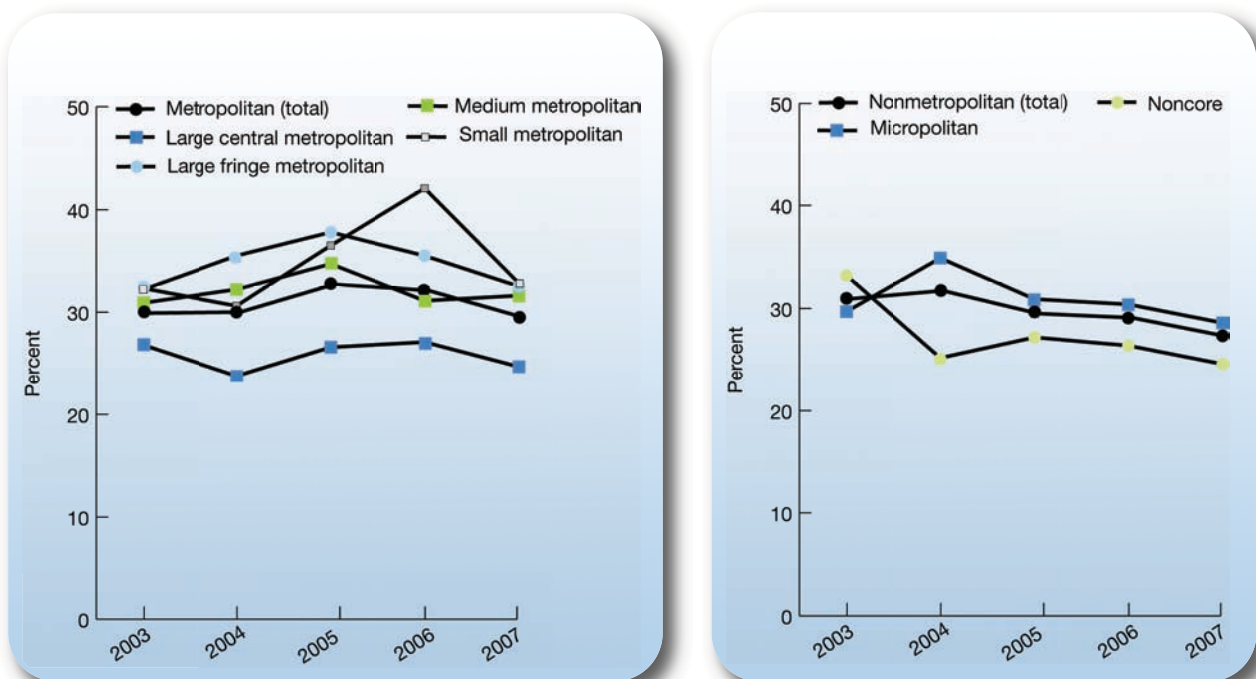 Metropolitan (total)
Medium metropolitan
Large central metropolitan
Small metropolitan
Large fringe metropolitan
50
40
30
20
10
0
Percent
2003
2004
2005
2006
2007
Nonmetropolitan (total)
Noncore
Micropolitan
50
40
30
20
10
0
Percent
2003
2004
2005
2006
2007